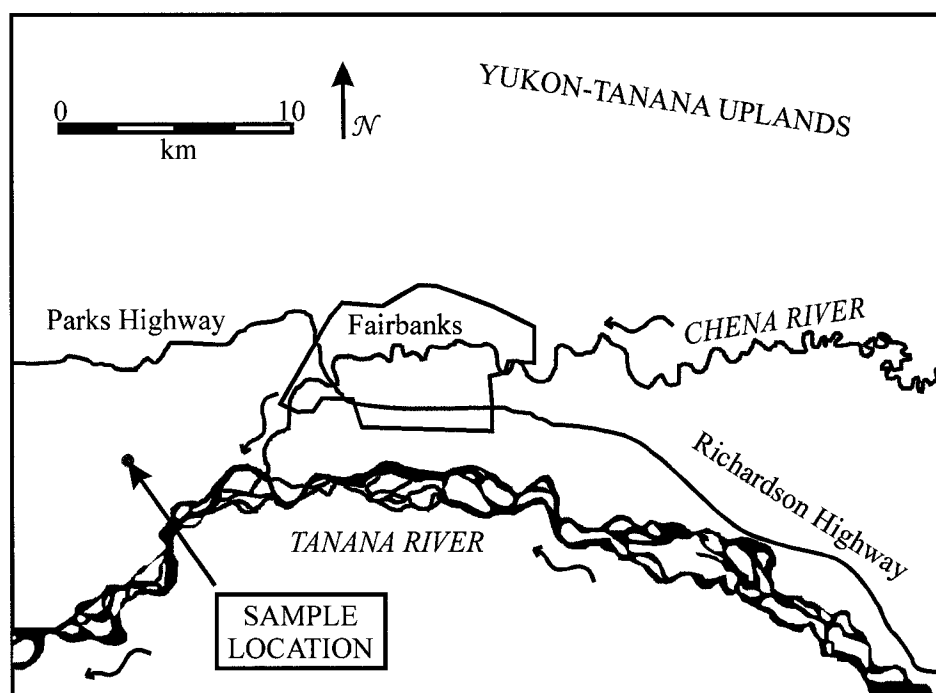 0 10
km
N
YUKON-TANANA UPLANDS
Parks Highway
Fairbanks
CHENA RIVER
Richardson Highway
TANANA RIVER
SAMPLE
LOCATION